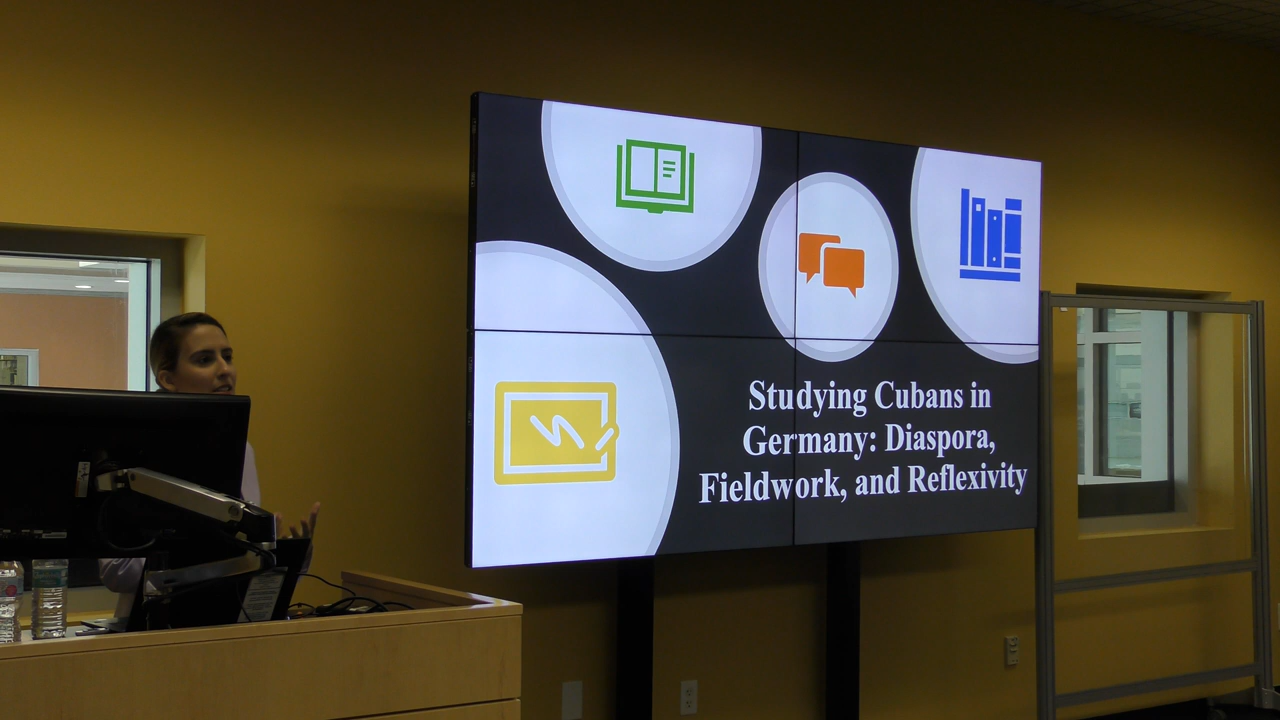 Studying Cubans in
Germany: Diaspora,
Fieldwork, and Reflexivity